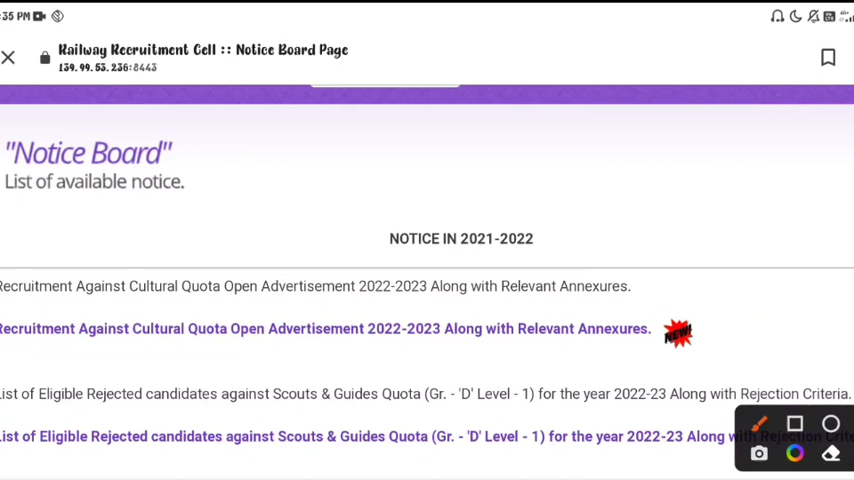 :35 PM
Railway Recruitment Cell :: Notice Board Page
139.99.53.236:8443
"Notice Board"
List of available notice.
NOTICE IN 2021-2022
Recruitment Against Cultural Quota Open Advertisement 2022-2023 Along with Relevant Annexures.
Recruitment Against Cultural Quota Open Advertisement 2022-2023 Along with Relevant Annexures. NEW!
List of Eligible Rejected candidates against Scouts & Guides Quota (Gr. - 'D' Level - 1) for the year 2022-23 Along with Rejection Criteria.
List of Eligible Rejected candidates against Scouts & Guides Quota (Gr. - 'D' Level - 1) for the year 2022-23 Along with Rejection